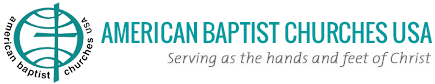 american baptist churches usa
AMERICAN BAPTIST CHURCHES USA
Serving as the hands and feet of Christ